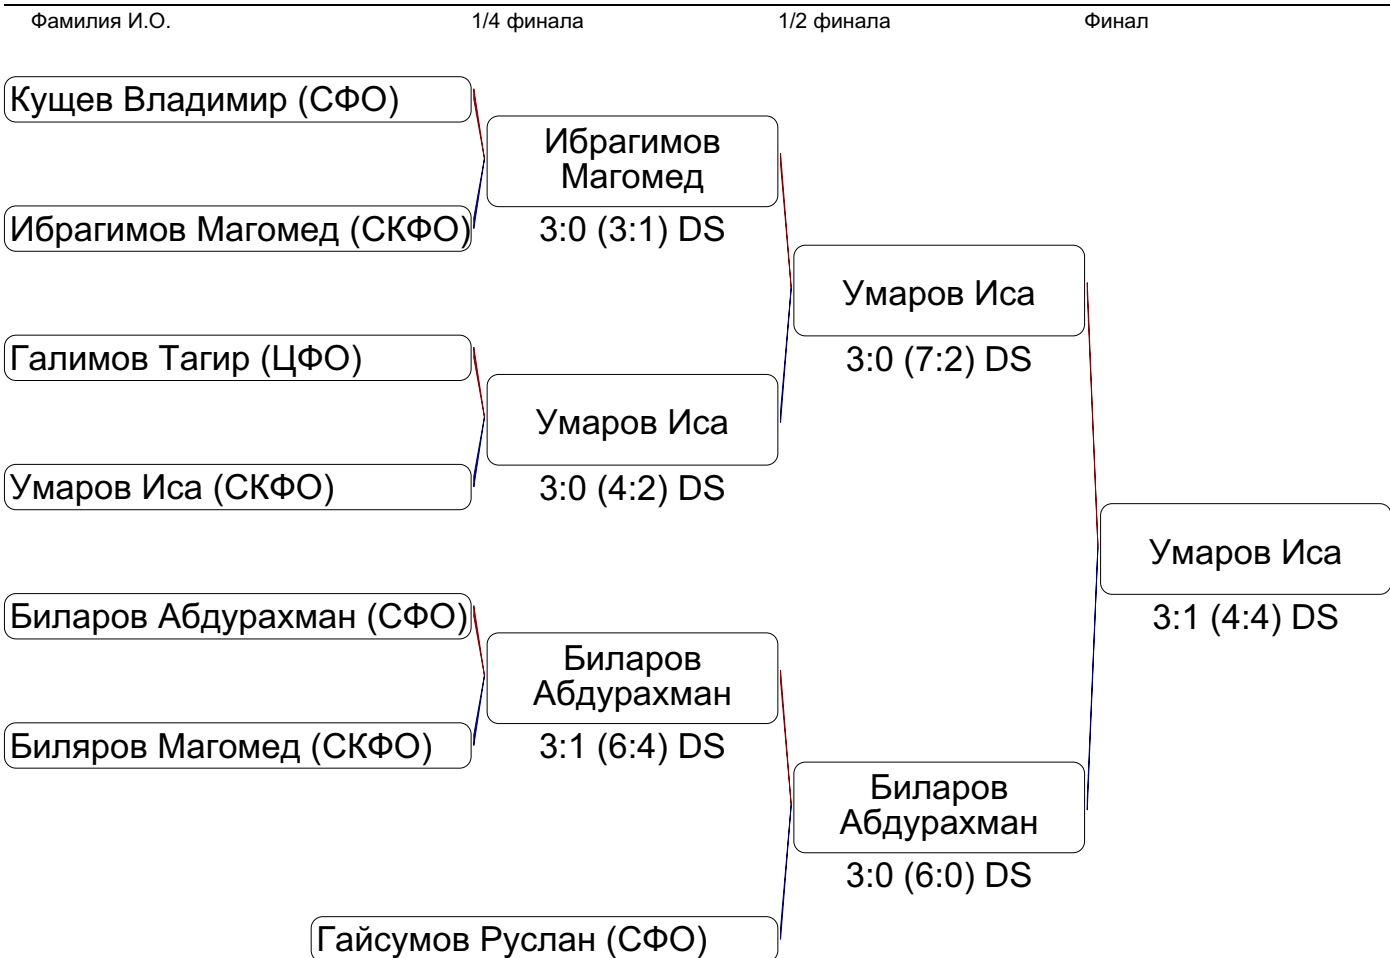 Фамилия И.О. 1/4 финала 1/2 финала Финал
Кущев Владимир (СФО)
Ибрагимов
Магомед
3:0 (3:1) DS
Ибрагимов Магомед (СКФО)
Умаров Иса
3:0 (7:2) DS
Галимов Тагир (ЦФО)
Умаров Иса
3:0 (4:2) DS
Умаров Иса (СКФО)
Умаров Иса
3:1 (4:4) DS
Биларов Абдурахман (СФО)
Биларов
Абдурахман
3:1 (6:4) DS
Биляров Магомед (СКФО)
Биларов
Абдурахман
3:0 (6:0) DS
Гайсумов Руслан (СФО)